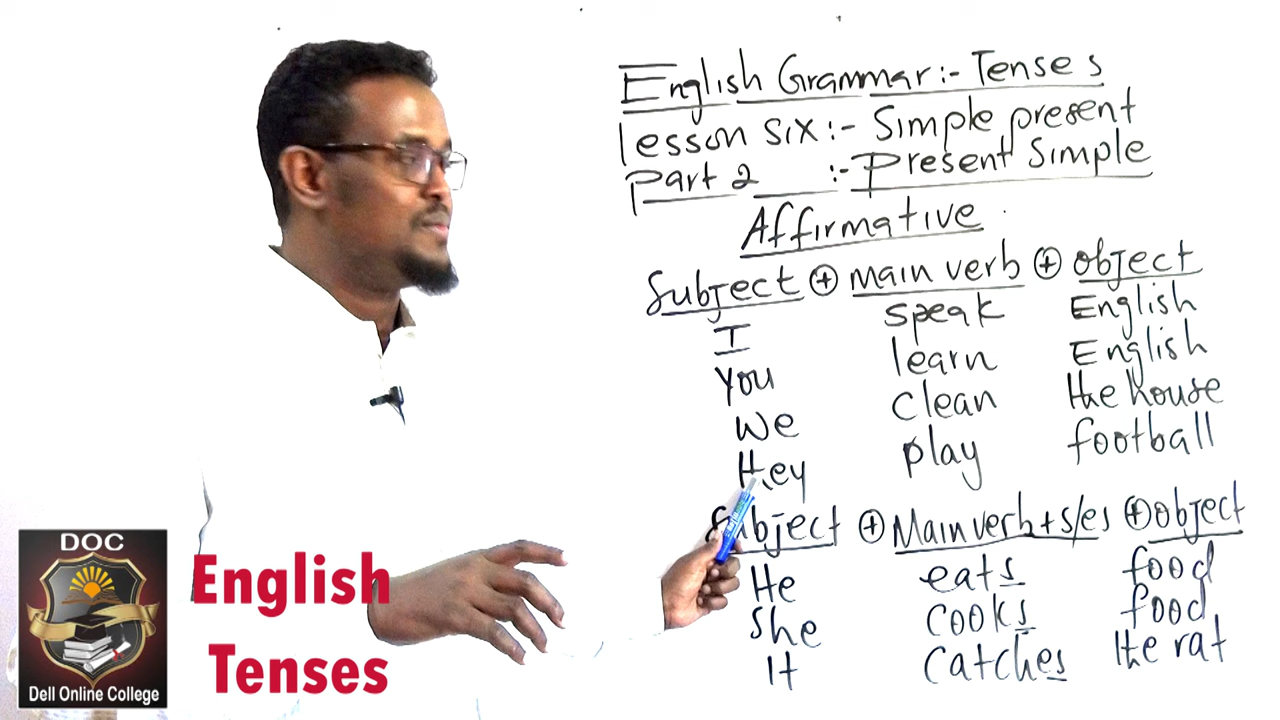 English Grammar:- Tenses
lesson six:- Simple present
Part 2 :- Present Simple
Affirmative
Subject ⊕ main verb ⊕ object
I speak English
You learn English
We clean the house
They play football
Subject ⊕ Main verb + s/es ⊕ object
He eats food
She cooks food
It catches the rat
DOC
Dell Online College
English
Tenses